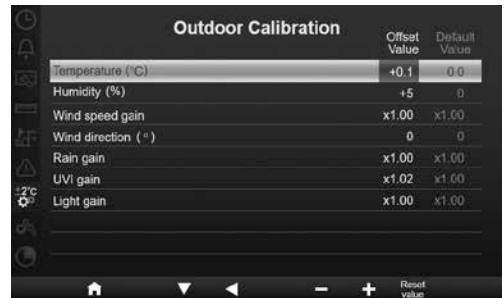 Outdoor Calibration
Offset Value
Default Value
Temperature (°C) +0.1 0.0
Humidity (%) +5 0
Wind speed gain x1.00 x1.00
Wind direction (°) 0 0
Rain gain x1.00 x1.00
UVI gain x1.02 x1.00
Light gain x1.00 x1.00
±2°C
Reset value